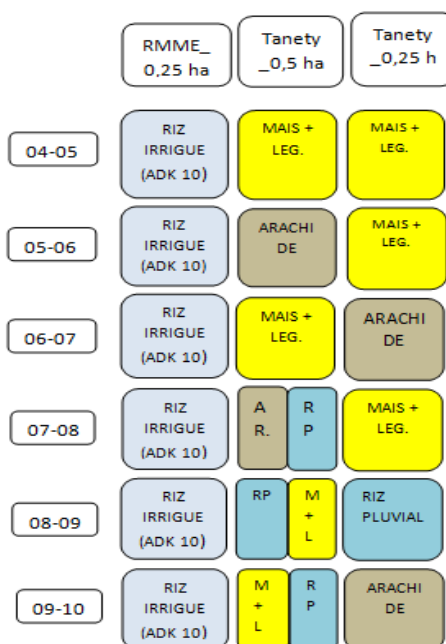 RMME_
0,25 ha
Tanety
_0,5 ha
Tanety
_0,25 h
04-05
RIZ
IRRIGUE
(ADK 10)
MAIS +
LEG.
MAIS +
LEG.
05-06
RIZ
IRRIGUE
(ADK 10)
ARACHI
DE
MAIS +
LEG.
06-07
RIZ
IRRIGUE
(ADK 10)
MAIS +
LEG.
ARACHI
DE
07-08
RIZ
IRRIGUE
(ADK 10)
A
R.
R
P
MAIS +
LEG.
08-09
RIZ
IRRIGUE
(ADK 10)
RP
M
+
L
RIZ
PLUVIAL
09-10
RIZ
IRRIGUE
(ADK 10)
M
+
L
R
P
ARACHI
DE